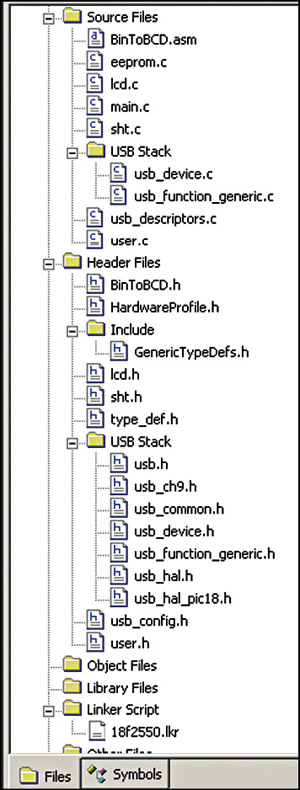 Source Files
BinToBCD.asm
eeprom.c
lcd.c
main.c
sht.c
USB Stack
usb_device.c
usb_function_generic.c
usb_descriptors.c
user.c
Header Files
BinToBCD.h
HardwareProfile.h
Include
GenericTypeDefs.h
lcd.h
sht.h
type_def.h
USB Stack
usb.h
usb_ch9.h
usb_common.h
usb_device.h
usb_function_generic.h
usb_hal.h
usb_hal_pic18.h
usb_config.h
user.h
Object Files
Library Files
Linker Script
18f2550.lkr
Other Files
Files Symbols